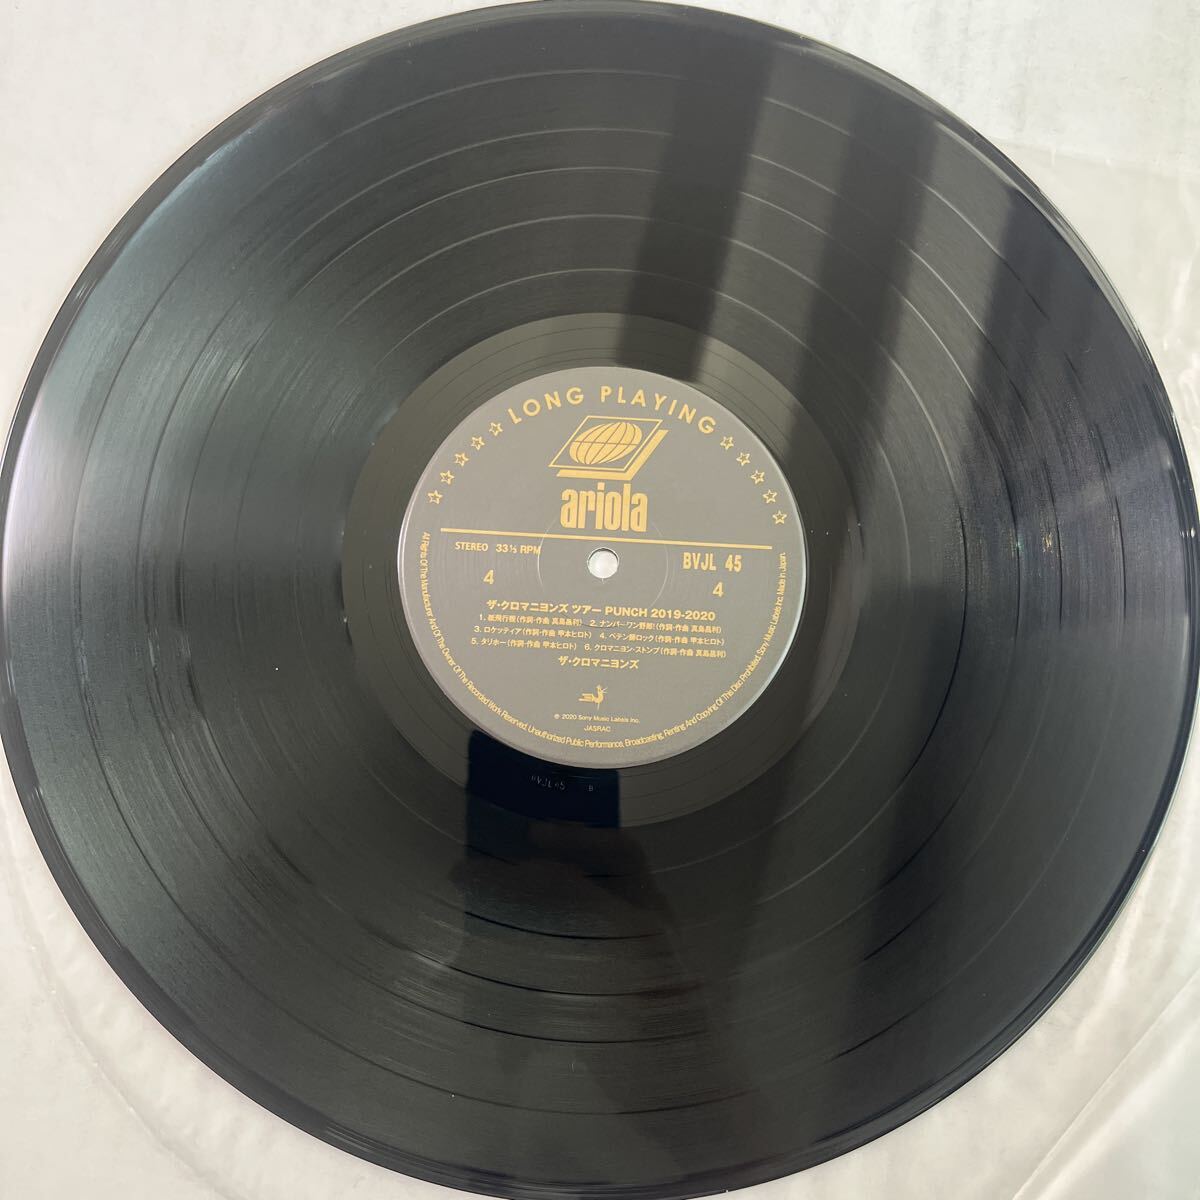 ☆☆☆☆☆ LONG PLAYING ☆☆☆☆☆
ariola
STEREO 33⅓ RPM BVJL 45
4 4
ザ・クロマニヨンズ ツアー PUNCH 2019-2020
1. 紙飛行機(作詞・作曲 真島昌利) 2. ナンバーワン野郎!(作詞・作曲 真島昌利)
3. ロケッティア(作詞・作曲 甲本ヒロト) 4. ペテン師ロック(作詞・作曲 甲本ヒロト)
5. タリホー(作詞・作曲 甲本ヒロト) 6. クロマニヨン・ストンプ(作詞・作曲 真島昌利)
ザ・クロマニヨンズ
℗ 2020 Sony Music Labels Inc.
JASRAC
All Rights Of The Manufacturer And Of The Owner Of The Recorded Work Reserved. Unauthorized Public Performance, Broadcasting, Renting And Copying Of This Disc Prohibited. Sony Music Labels Inc. Made in Japan.
BVJL 45 B